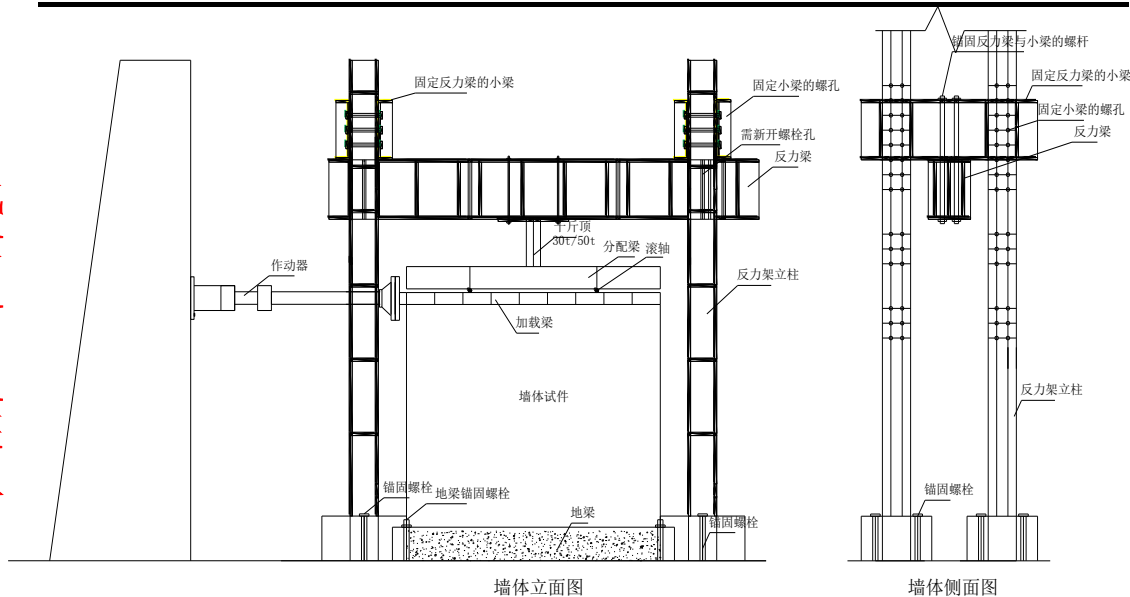 锚固反力梁与小梁的螺杆
固定反力梁的小梁
固定小梁的螺孔
固定反力梁的小梁
固定小梁的螺孔
需新开螺栓孔
反力梁
反力梁
千斤顶
30t/50t
分配梁
滚轴
作动器
反力架立柱
加载梁
墙体试件
反力架立柱
锚固螺栓
地梁锚固螺栓
地梁
锚固螺栓
锚固螺栓
墙体立面图
墙体侧面图